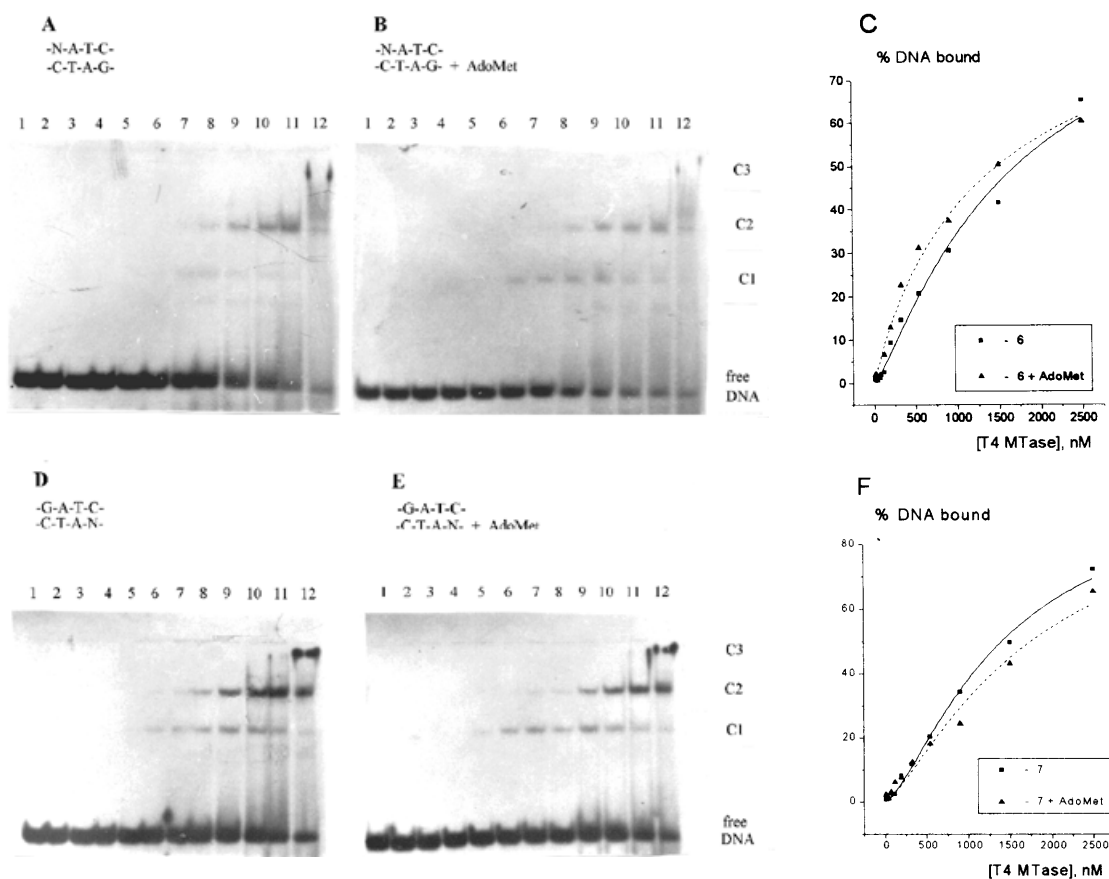 A
-N-A-T-C-
-C-T-A-G-
1 2 3 4 5 6 7 8 9 10 11 12
B
-N-A-T-C-
-C-T-A-G- + AdoMet
1 2 3 4 5 6 7 8 9 10 11 12
C3
C2
C1
free
DNA
C
% DNA bound
70
60
50
40
30
20
10
0
0 500 1000 1500 2000 2500
- 6
- 6 + AdoMet
[T4 MTase], nM
D
-G-A-T-C-
-C-T-A-N-
1 2 3 4 5 6 7 8 9 10 11 12
E
-G-A-T-C-
-C-T-A-N- + AdoMet
1 2 3 4 5 6 7 8 9 10 11 12
C3
C2
C1
free
DNA
F
% DNA bound
80
60
40
20
0
0 500 1000 1500 2000 2500
- 7
- 7 + AdoMet
[T4 MTase], nM